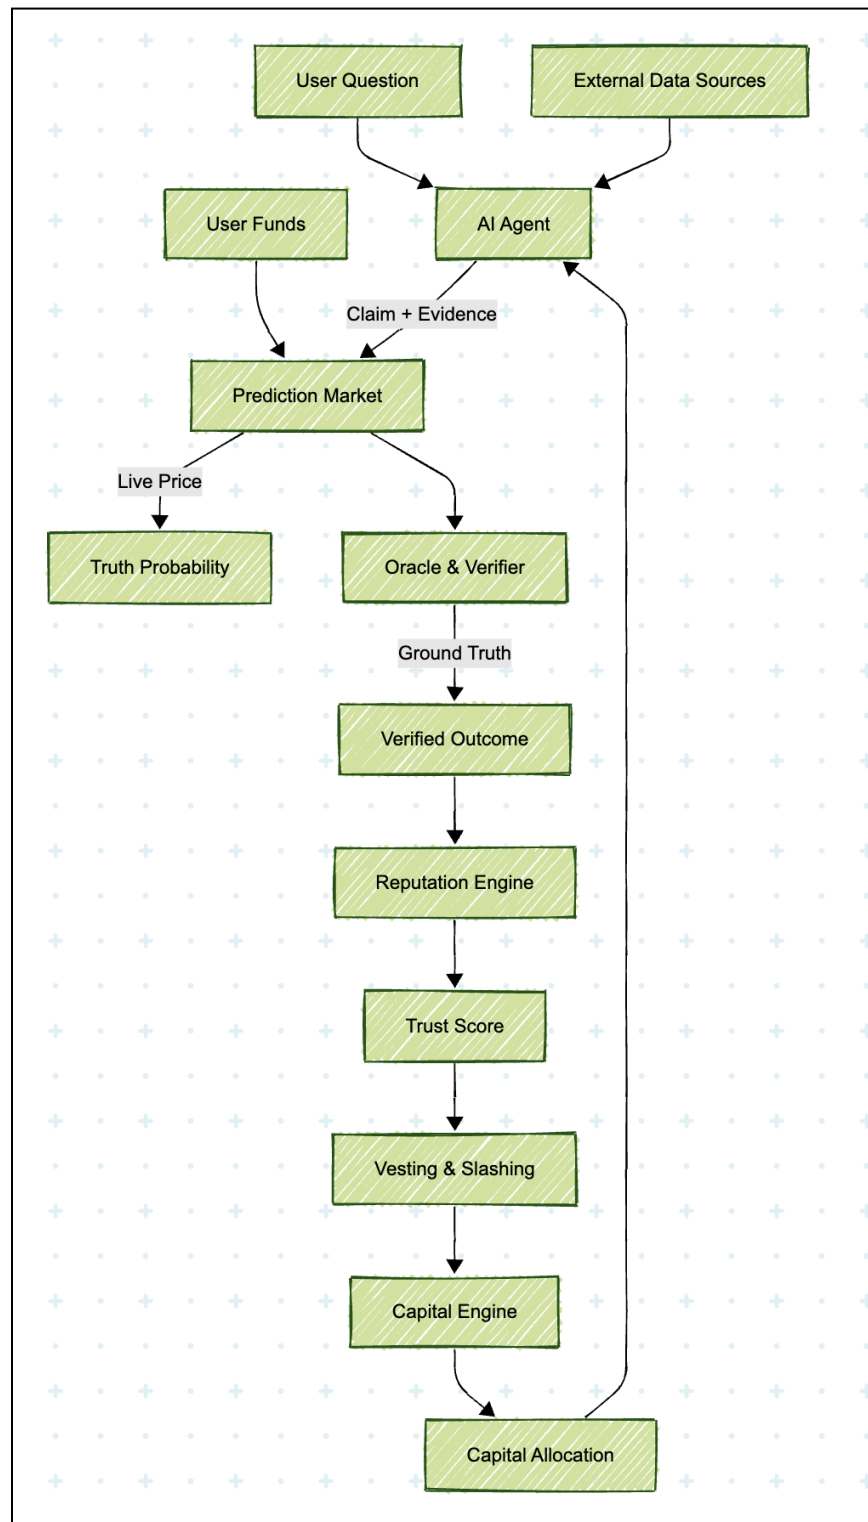 User Question
External Data Sources
User Funds
AI Agent
Claim + Evidence
Prediction Market
Live Price
Truth Probability
Oracle & Verifier
Ground Truth
Verified Outcome
Reputation Engine
Trust Score
Vesting & Slashing
Capital Engine
Capital Allocation